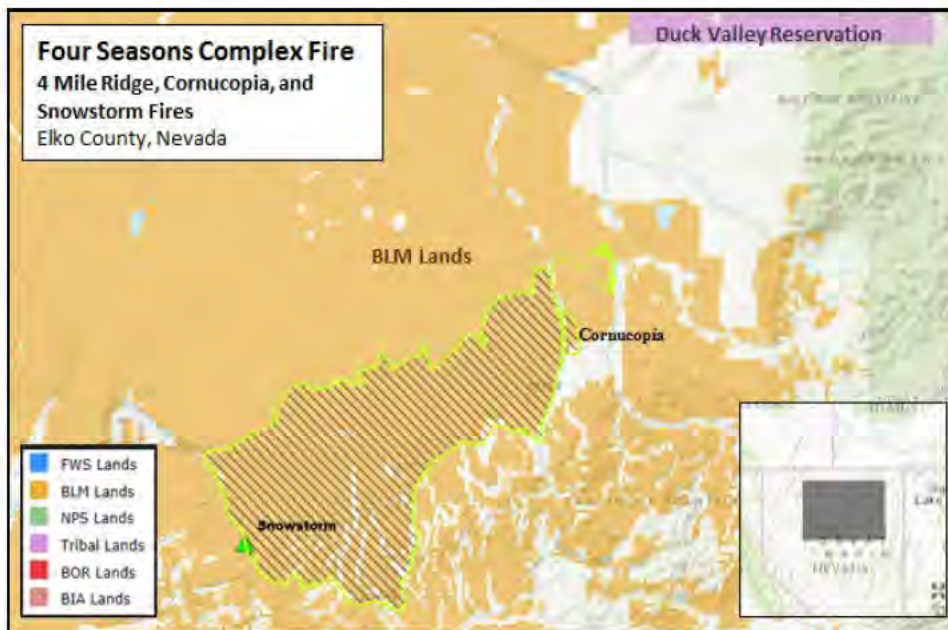 Four Seasons Complex Fire
4 Mile Ridge, Cornucopia, and
Snowstorm Fires
Elko County, Nevada
Duck Valley Reservation
BLM Lands
Cornucopia
Snowstorm
FWS Lands
BLM Lands
NPS Lands
Tribal Lands
BOR Lands
BIA Lands
Lake
NEVADA